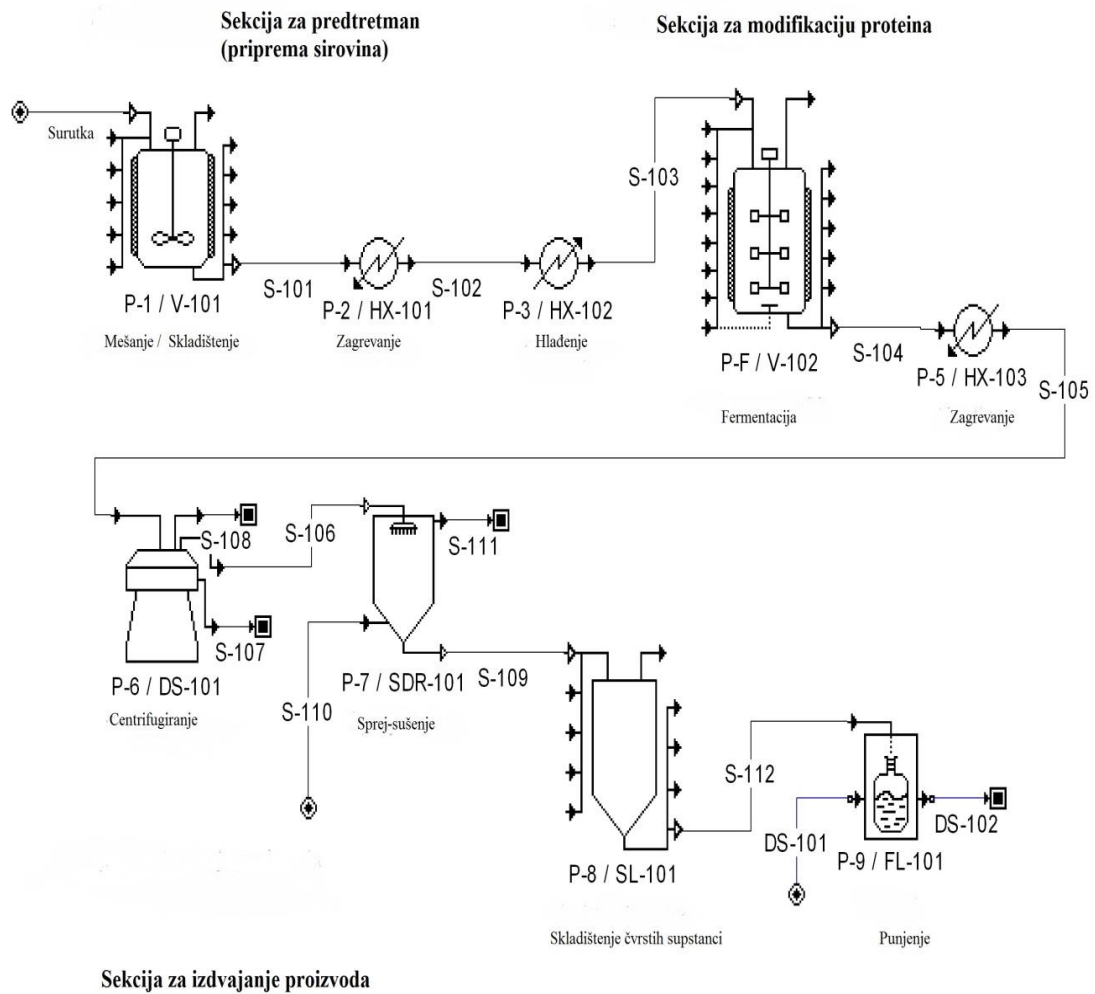 Sekcija za predtretman
(priprema sirovina)
Sekcija za modifikaciju proteina
Surutka
S-101
S-102
S-103
P-1 / V-101
Mešanje / Skladištenje
P-2 / HX-101
Zagrevanje
P-3 / HX-102
Hlađenje
P-F / V-102
Fermentacija
S-104
P-5 / HX-103
Zagrevanje
S-105
S-108
S-106
S-111
S-107
P-6 / DS-101
Centrifugiranje
S-110
P-7 / SDR-101
Sprej-sušenje
S-109
P-8 / SL-101
Skladištenje čvrstih supstanci
S-112
DS-101
DS-102
P-9 / FL-101
Punjenje
Sekcija za izdvajanje proizvoda